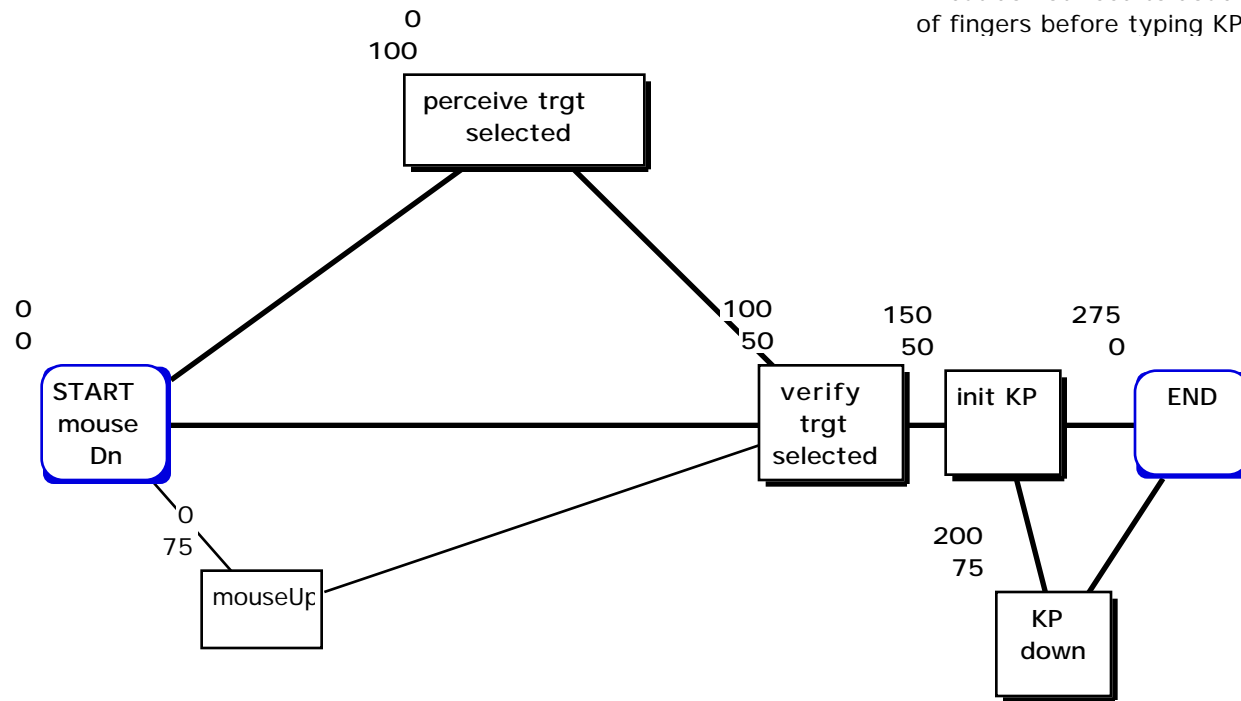 of fingers before typing KP
0
100
perceive trgt
selected
0
0
START
mouse
Dn
100
50
verify
trgt
selected
150
50
init KP
275
0
END
0
75
mouseUp
200
75
KP
down